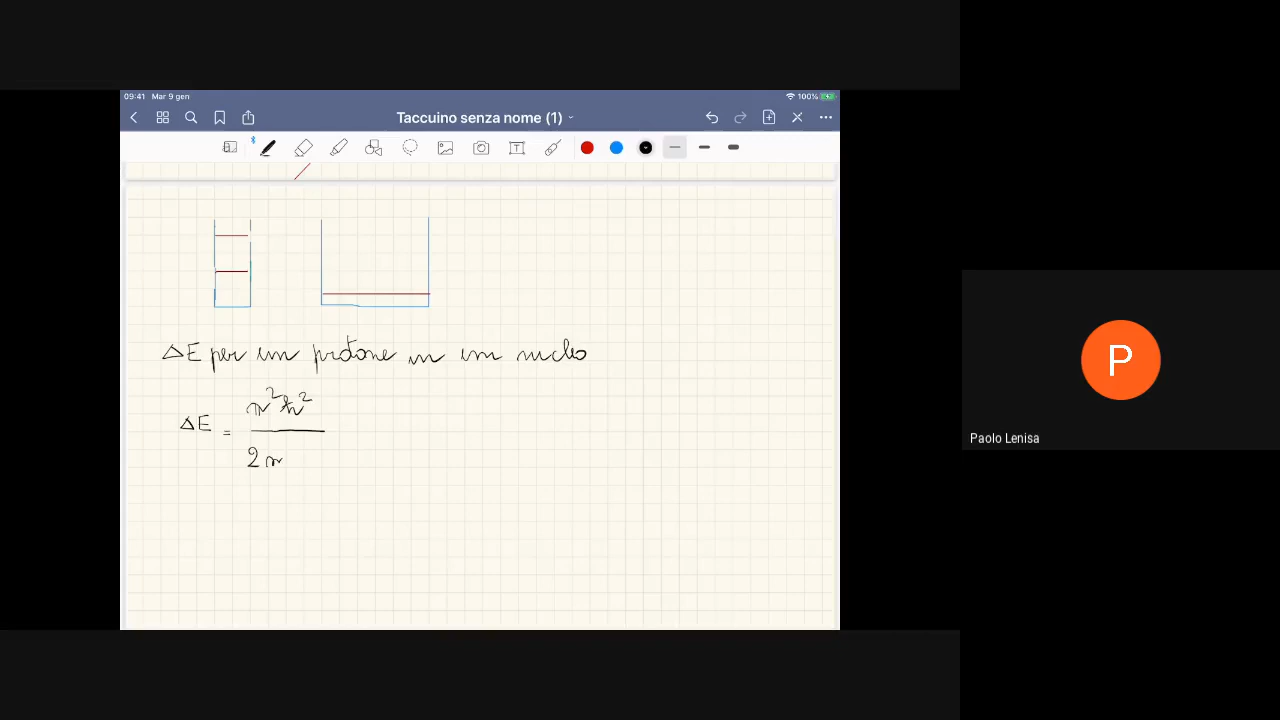 09:41 Mar 9 gen 100%
Taccuino senza nome (1)
T
ΔE per un protone in un nucleo
ΔE = π²ℏ² / 2m
P
Paolo Lenisa